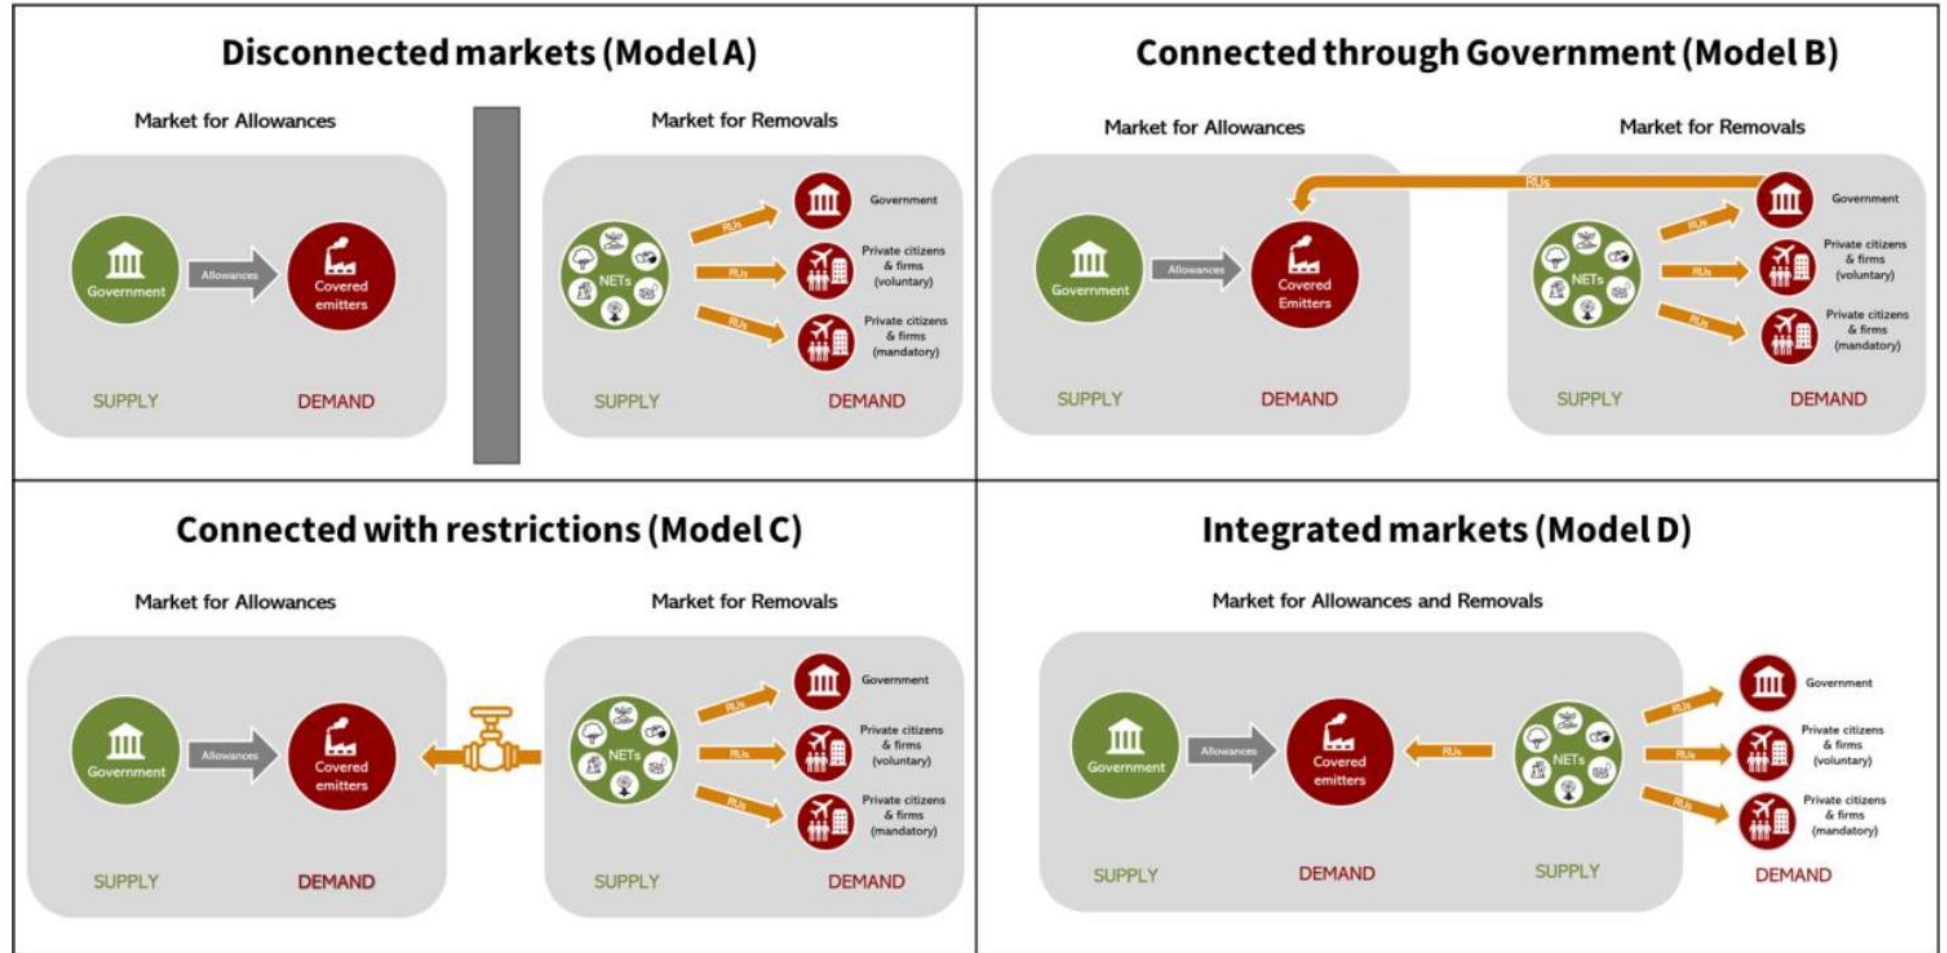 Disconnected markets (Model A)
Market for Allowances
Market for Removals
Government
Allowances
Covered
emitters
NETs
RUs
RUs
RUs
Government
Private citizens
& firms
(voluntary)
Private citizens
& firms
(mandatory)
SUPPLY
DEMAND
SUPPLY
DEMAND
Connected through Government (Model B)
Market for Allowances
Market for Removals
RUs
Government
Allowances
Covered
Emitters
NETs
RUs
RUs
RUs
Government
Private citizens
& firms
(voluntary)
Private citizens
& firms
(mandatory)
SUPPLY
DEMAND
SUPPLY
DEMAND
Connected with restrictions (Model C)
Market for Allowances
Market for Removals
Government
Allowances
Covered
emitters
NETs
RUs
RUs
RUs
Government
Private citizens
& firms
(voluntary)
Private citizens
& firms
(mandatory)
SUPPLY
DEMAND
SUPPLY
DEMAND
Integrated markets (Model D)
Market for Allowances and Removals
Government
Allowances
Covered
emitters
RUs
NETs
RUs
RUs
RUs
Government
Private citizens
& firms
(voluntary)
Private citizens
& firms
(mandatory)
SUPPLY
DEMAND
SUPPLY
DEMAND